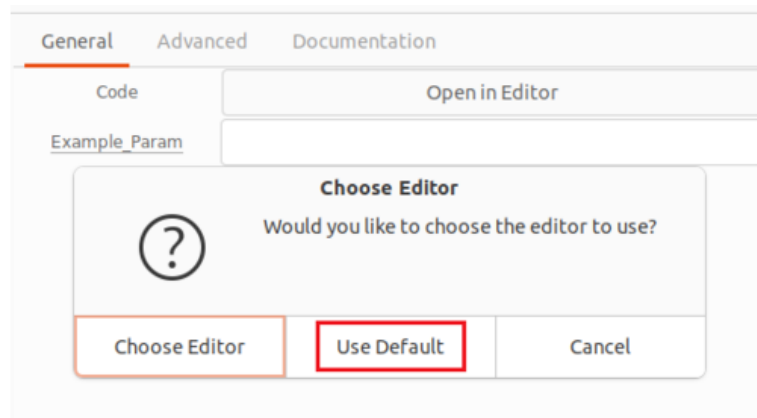 General Advanced Documentation
Code Open in Editor
Example_Param
Choose Editor
Would you like to choose the editor to use?
?
Choose Editor Use Default Cancel